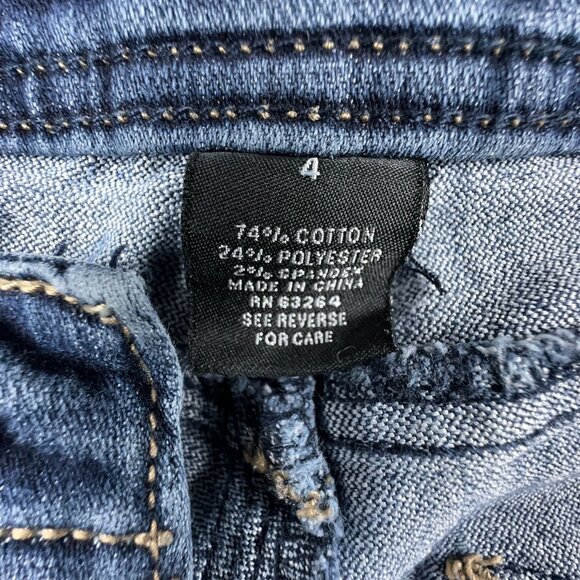 4
74% COTTON
24% POLYESTER
2% SPANDEX
MADE IN CHINA
RN 63264
SEE REVERSE
FOR CARE